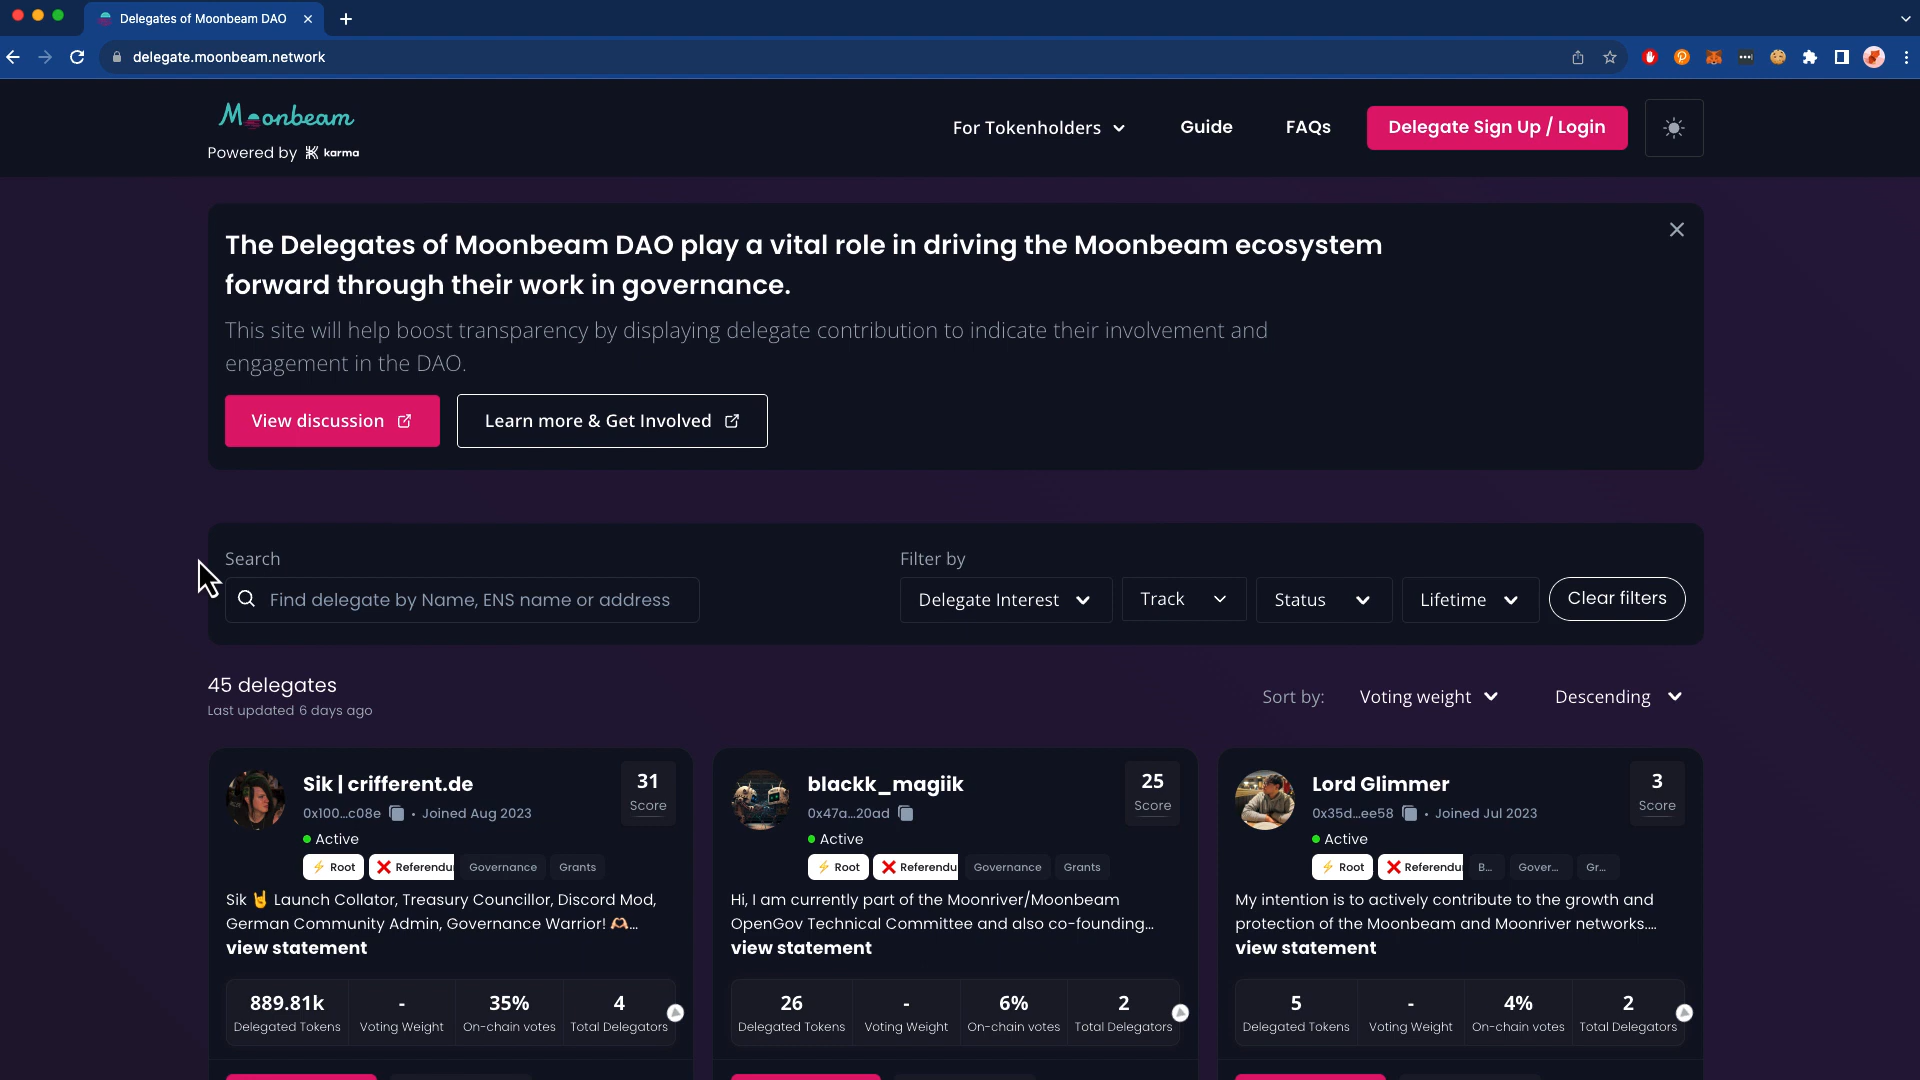 Delegates of Moonbeam DAO
delegate.moonbeam.network
Moonbeam
Powered by karma
For Tokenholders
Guide
FAQs
Delegate Sign Up / Login
The Delegates of Moonbeam DAO play a vital role in driving the Moonbeam ecosystem
forward through their work in governance.
This site will help boost transparency by displaying delegate contribution to indicate their involvement and
engagement in the DAO.
View discussion
Learn more & Get Involved
Search
Find delegate by Name, ENS name or address
Filter by
Delegate Interest
Track
Status
Lifetime
Clear filters
45 delegates
Last updated 6 days ago
Sort by:
Voting weight
Descending
Sik | crifferent.de
0x100...c08e • Joined Aug 2023
31
Score
Active
⚡ Root ❌ Referendu Governance Grants
Sik 🤘 Launch Collator, Treasury Councillor, Discord Mod,
German Community Admin, Governance Warrior! 🫶🏼...
view statement
889.81k - 35% 4
Delegated Tokens Voting Weight On-chain votes Total Delegators
blackk_magiik
0x47a...20ad
25
Score
Active
⚡ Root ❌ Referendu Governance Grants
Hi, I am currently part of the Moonriver/Moonbeam
OpenGov Technical Committee and also co-founding...
view statement
26 - 6% 2
Delegated Tokens Voting Weight On-chain votes Total Delegators
Lord Glimmer
0x35d...ee58 • Joined Jul 2023
3
Score
Active
⚡ Root ❌ Referendu B... Gover... Gr...
My intention is to actively contribute to the growth and
protection of the Moonbeam and Moonriver networks....
view statement
5 - 4% 2
Delegated Tokens Voting Weight On-chain votes Total Delegators